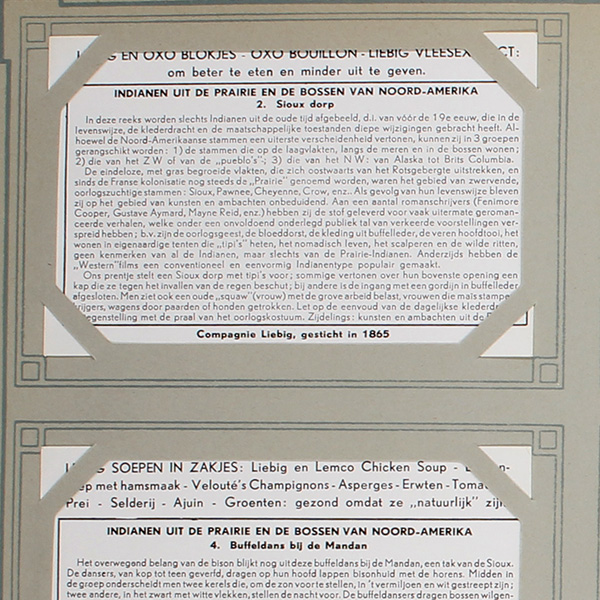 EN OXO BLOKJES - OXO BOUILLON - LIEBIG VLEESEX CT:
om beter te eten en minder uit te geven.
INDIANEN UIT DE PRAIRIE EN DE BOSSEN VAN NOORD-AMERIKA
2. Sioux dorp
In deze reeks worden slechts Indianen uit de oude tijd afgebeeld, d.i. van vóór de 19e eeuw, die in de
levenswijze, de klederdracht en de maatschappelijke toestanden diepe wijzigingen gebracht heeft. Al-
hoewel de Noord-Amerikaanse stammen een uiterste verscheidenheid vertonen, kunnen zij in 3 groepen
gerangschikt worden: 1) de stammen die op de laagvlakten, langs de meren en in de bossen wonen;
2) die van het ZW of van de „pueblo's"; 3) die van het NW: van Alaska tot Brits Columbia.
De eindeloze, met gras begroeide vlakten, die zich oostwaarts van het Rotsgebergte uitstrekken, en
sinds de Franse kolonisatie nog steeds de „Prairie" genoemd worden, waren het gebied van zwervende,
oorlogszuchtige stammen: Sioux, Pawnee, Cheyenne, Crow, enz.. Als gevolg van hun levenswijze bleven
zij op het gebied van kunsten en ambachten onbeduidend. Aan een aantal romanschrijvers (Fenimore
Cooper, Gustave Aymard, Mayne Reid, enz.) hebben zij de stof geleverd voor vaak uitermate geroman-
ceerde verhalen, welke onder een onvoldoend onderlegd publiek tal van verkeerde voorstellingen ver-
spreid hebben; b.v. zijn de oorlogsgeest, de bloeddorst, de kleding uit buffelleder, de veren hoofdtooi, het
wonen in eigenaardige tenten die „tipi's" heten, het nomadisch leven, het scalperen en de wilde ritten,
geen kenmerken van al de Indianen, maar slechts van de Prairie-Indianen. Anderzijds hebben de
„Western"films een conventioneel en eenvormig Indianentype populair gemaakt.
Ons prentje stelt een Sioux dorp met tipi's voor; sommige vertonen over hun bovenste opening een
kap die ze tegen het invallen van de regen beschut; bij andere is de ingang met een gordijn in buffelleder
afgesloten. Men ziet ook een oude „squaw" (vrouw) met de grove arbeid belast, vrouwen die maïs stampe
rijgers, wagens door paarden of honden getrokken. Let op de eenvoud van de dagelijkse klederdr
egenstelling met de praal van het oorlogskostuum. Zijdelings: kunsten en ambachten uit de
Compagnie Liebig, gesticht in 1865
SOEPEN IN ZAKJES: Liebig en Lemco Chicken Soup -
met hamsmaak - Velouté's Champignons - Asperges - Erwten - Toma
Prei - Selderij - Ajuin - Groenten: gezond omdat ze „natuurlijk" zij
INDIANEN UIT DE PRAIRIE EN DE BOSSEN VAN NOORD-AMERIKA
4. Buffeldans bij de Mandan
Het overwegend belang van de bison blijkt nog uit deze buffeldans bij de Mandan, een tak van de Sioux.
De dansers, van kop tot teen geverfd, dragen op hun hoofd lappen bisonhuid met de horens. Midden in
de groep onderscheidt men twee kerels die, om de zon voor te stellen, in 't vermiljoen en wit gestreept zijn;
twee andere, in het zwart met witte vlekken, stellen de nacht voor. De buffeldansers dragen bossen wilgen-